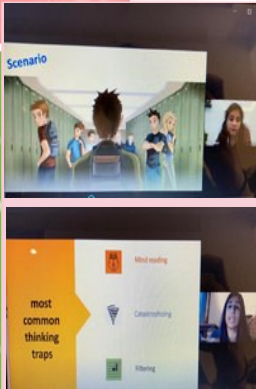 Scenario
most
common
thinking
traps
Mind reading
Catastrophizing
Filtering